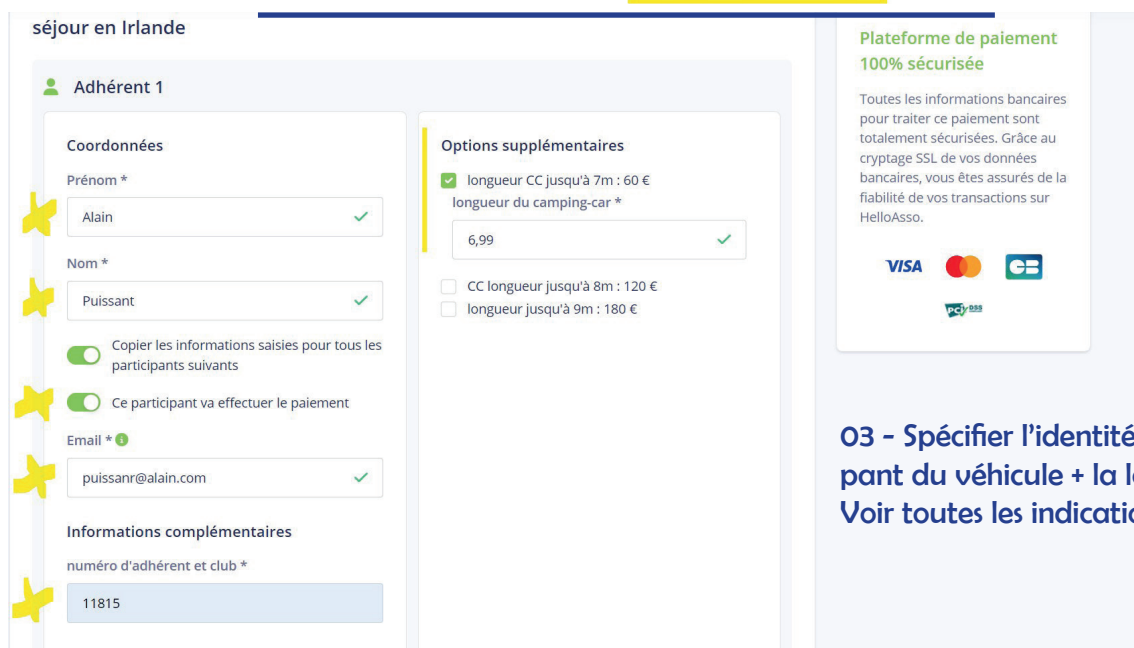 séjour en Irlande
Adhérent 1
Coordonnées
Prénom *
Alain
Nom *
Puissant
Copier les informations saisies pour tous les
participants suivants
Ce participant va effectuer le paiement
Email *
puissanr@alain.com
Informations complémentaires
numéro d'adhérent et club *
11815
Options supplémentaires
longueur CC jusqu'à 7m : 60 €
longueur du camping-car *
6,99
CC longueur jusqu'à 8m : 120 €
longueur jusqu'à 9m : 180 €
Plateforme de paiement
100% sécurisée
Toutes les informations bancaires
pour traiter ce paiement sont
totalement sécurisées. Grâce au
cryptage SSL de vos données
bancaires, vous êtes assurés de la
fiabilité de vos transactions sur
HelloAsso.
VISA
CB
PCI DSS
03 - Spécifier l’identité
pant du véhicule + la l
Voir toutes les indicati